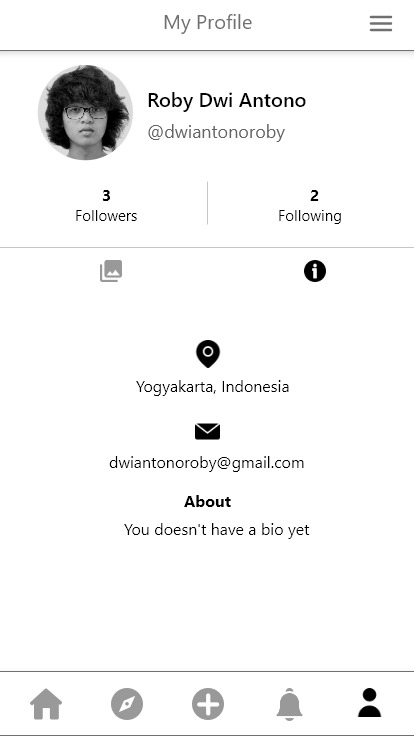 My Profile
Roby Dwi Antono
@dwiantonoroby
3
Followers
2
Following
Yogyakarta, Indonesia
dwiantonoroby@gmail.com
About
You doesn't have a bio yet